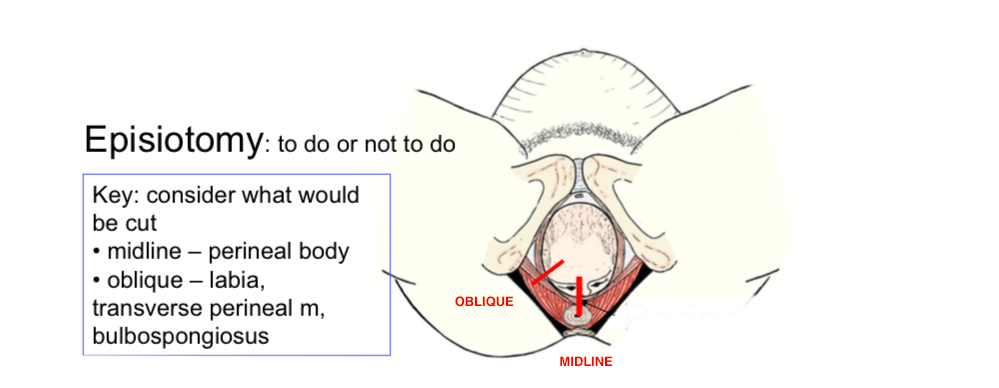 Episiotomy: to do or not to do
Key: consider what would
be cut
• midline – perineal body
• oblique – labia,
transverse perineal m,
bulbospongiosus
OBLIQUE
MIDLINE